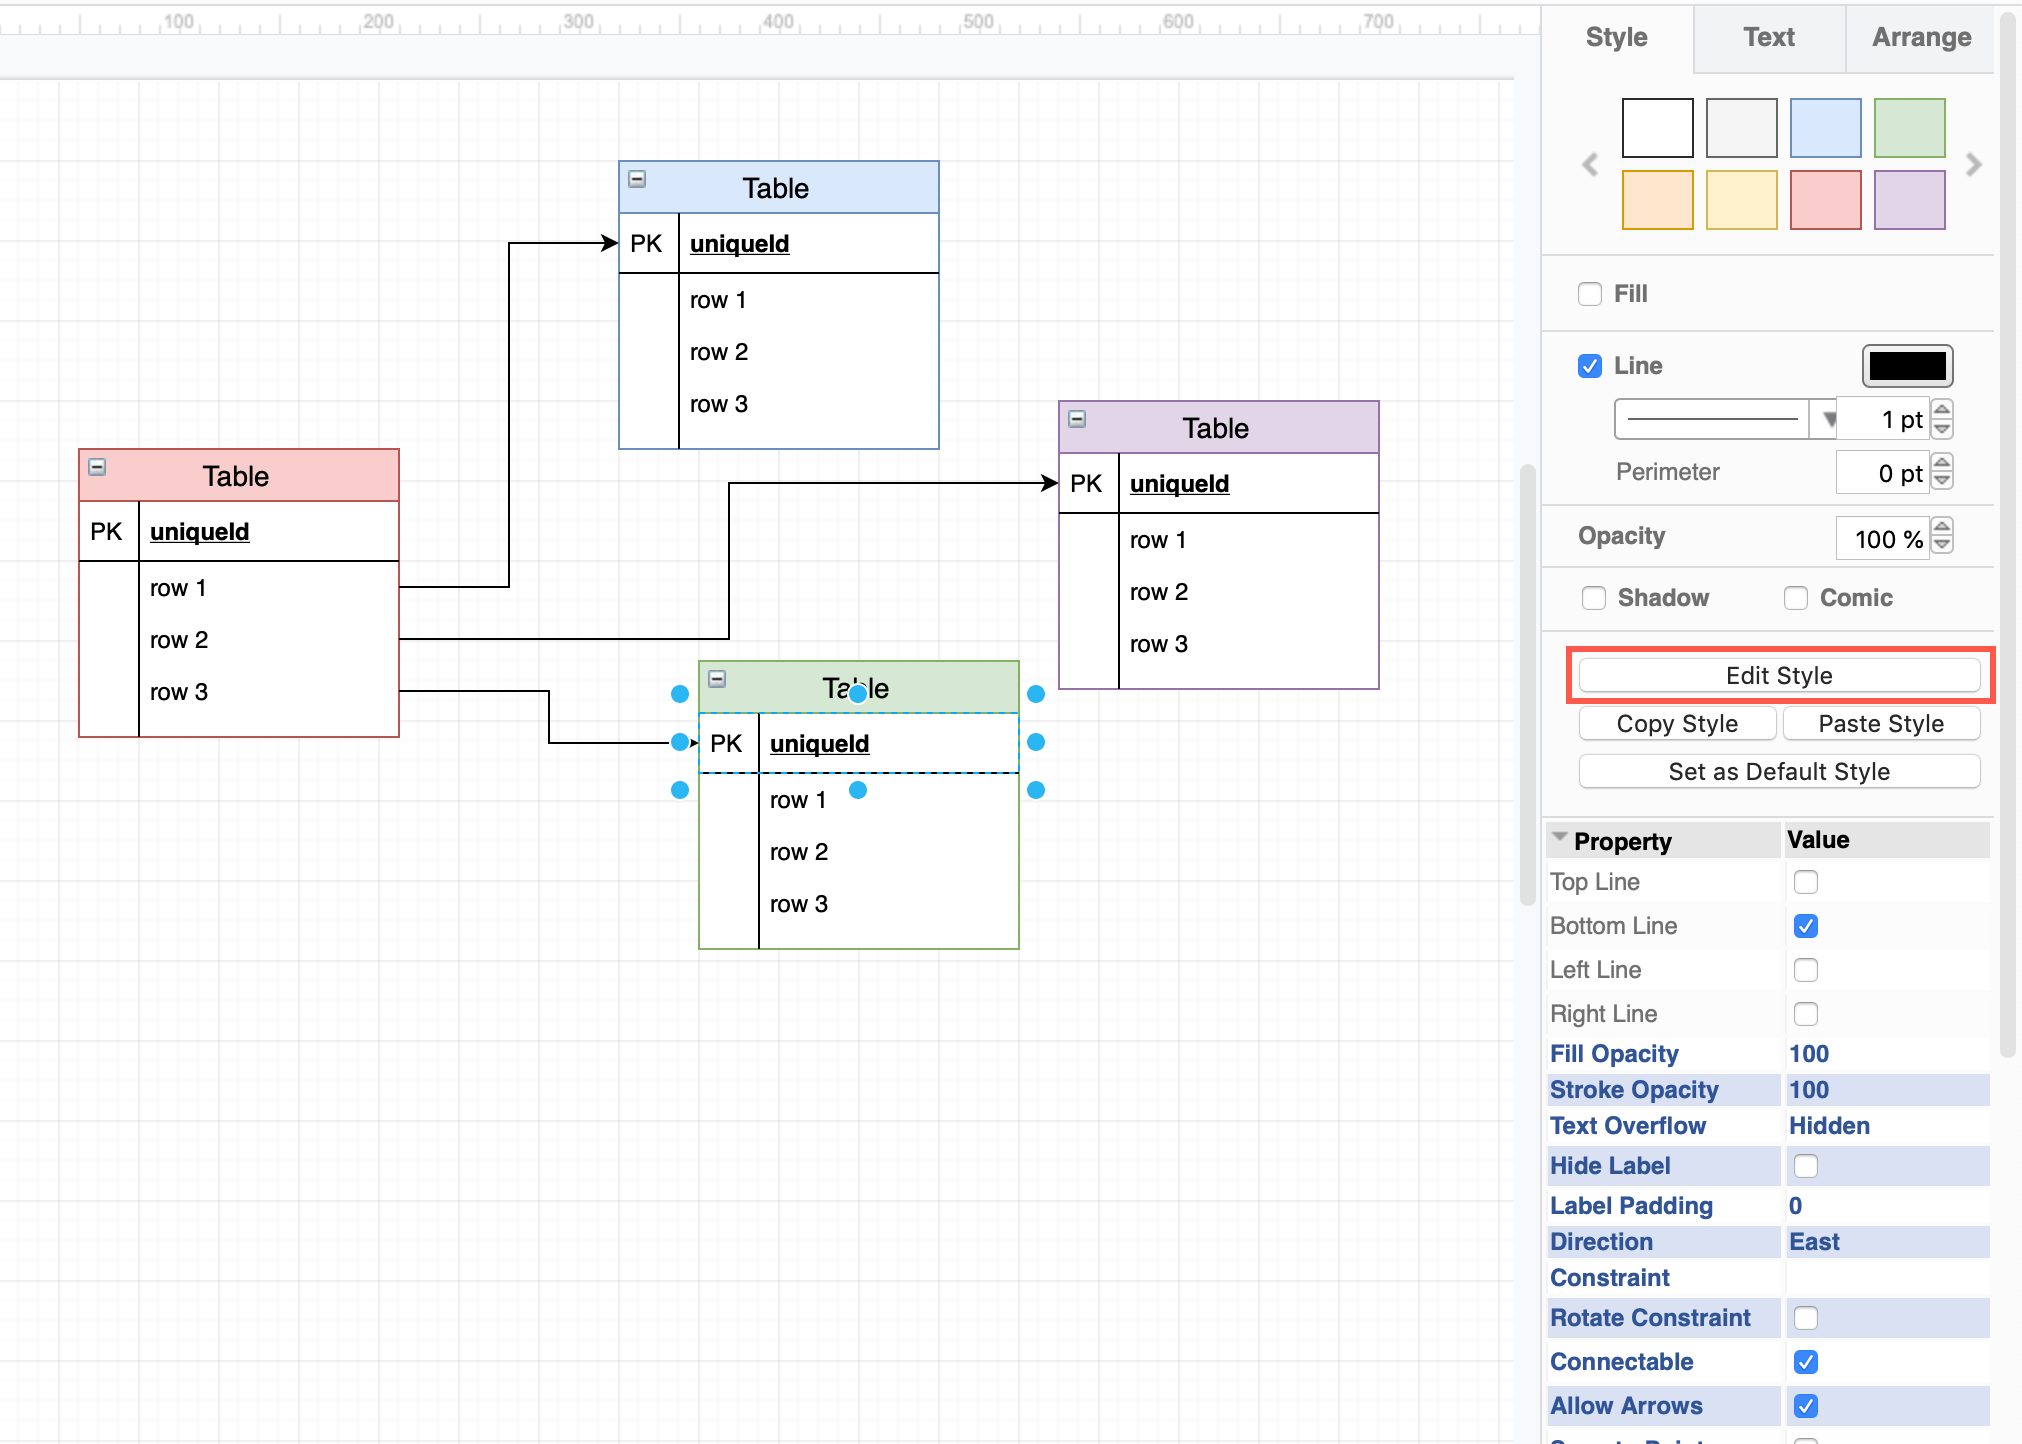 100 200 300 400 500 600 700
Style Text Arrange
Table
PK uniqueId
row 1
row 2
row 3
Table
PK uniqueId
row 1
row 2
row 3
Table
PK uniqueId
row 1
row 2
row 3
Table
PK uniqueId
row 1
row 2
row 3
Fill
Line
1 pt
Perimeter 0 pt
Opacity 100 %
Shadow Comic
Edit Style
Copy Style Paste Style
Set as Default Style
Property Value
Top Line
Bottom Line
Left Line
Right Line
Fill Opacity 100
Stroke Opacity 100
Text Overflow Hidden
Hide Label
Label Padding 0
Direction East
Constraint
Rotate Constraint
Connectable
Allow Arrows